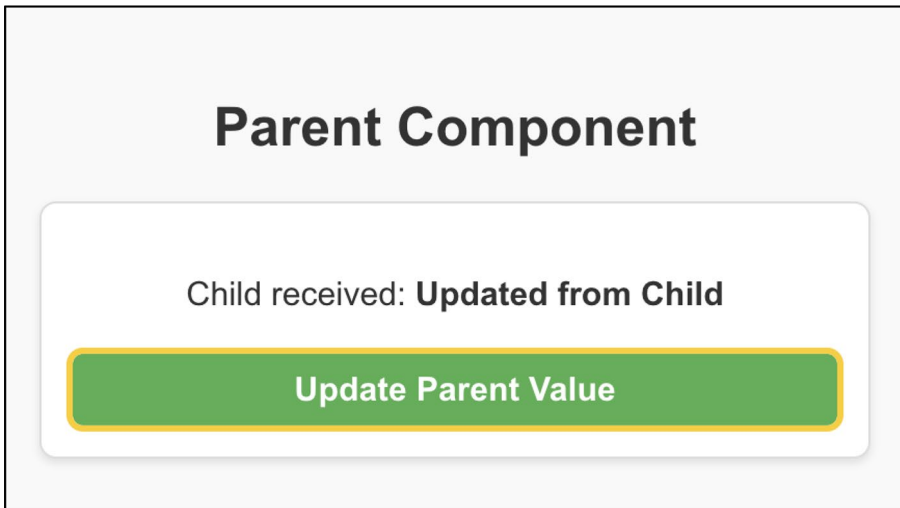 Parent Component
Child received: Updated from Child
Update Parent Value